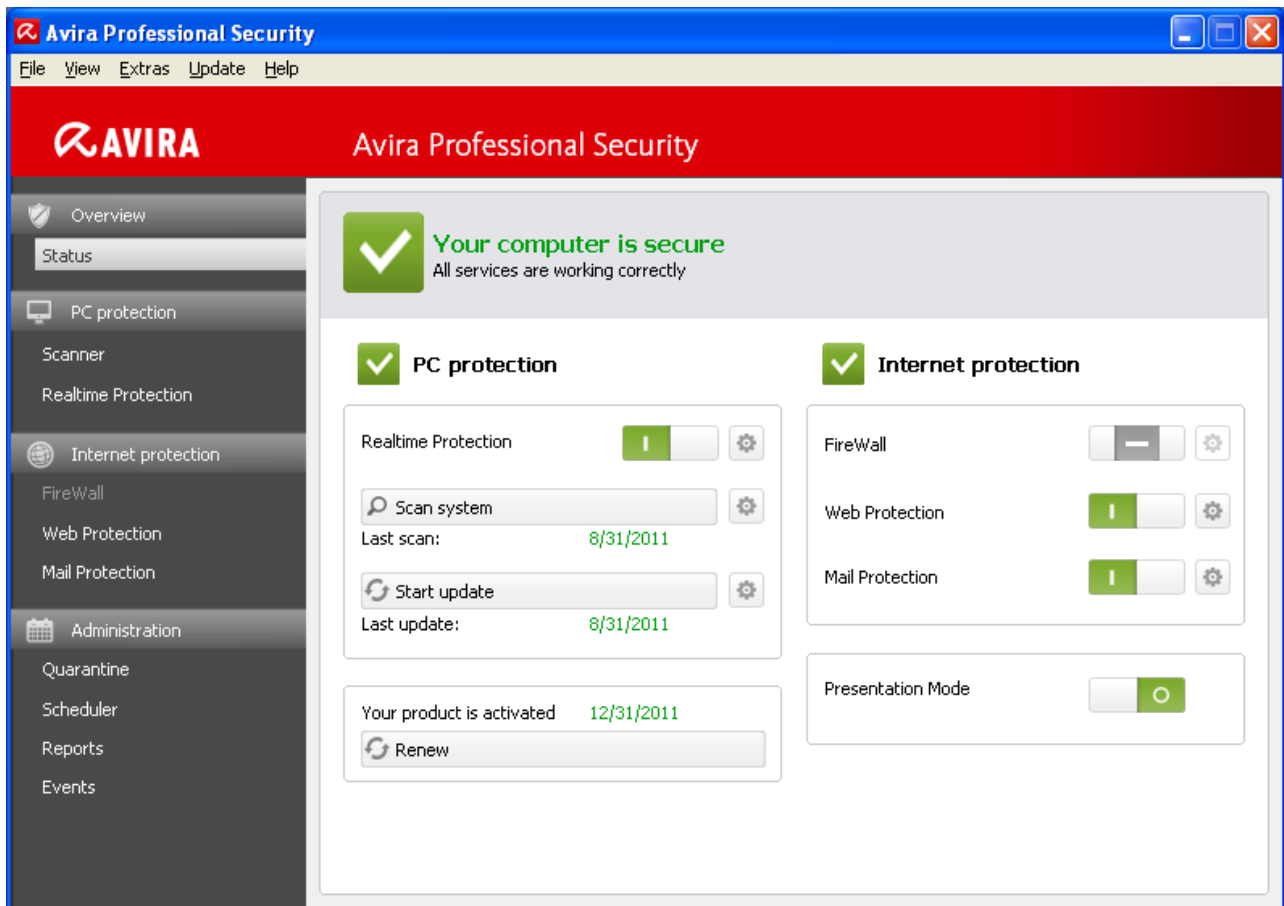 Avira Professional Security
File View Extras Update Help
AVIRA
Avira Professional Security
Overview
Status
PC protection
Scanner
Realtime Protection
Internet protection
FireWall
Web Protection
Mail Protection
Administration
Quarantine
Scheduler
Reports
Events
Your computer is secure
All services are working correctly
PC protection
Realtime Protection
Scan system
Last scan: 8/31/2011
Start update
Last update: 8/31/2011
Your product is activated 12/31/2011
Renew
Internet protection
FireWall
Web Protection
Mail Protection
Presentation Mode